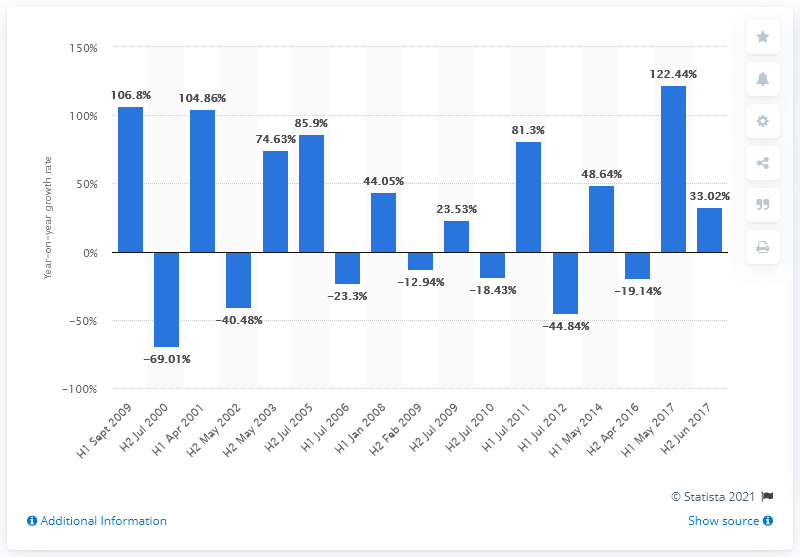 150%
100%
50%
0%
-50%
-100%
Year-on-year growth rate
106.8%
-69.01%
104.86%
-40.48%
74.63%
85.9%
-23.3%
44.05%
-12.94%
23.53%
-18.43%
81.3%
-44.84%
48.64%
-19.14%
122.44%
33.02%
H1 Sept 2009
H2 Jul 2000
H1 Apr 2001
H2 May 2002
H2 May 2003
H2 Jul 2005
H1 Jul 2006
H1 Jan 2008
H2 Feb 2009
H2 Jul 2009
H2 Jul 2010
H1 Jul 2011
H1 Jul 2012
H1 May 2014
H2 Apr 2016
H1 May 2017
H2 Jun 2017
© Statista 2021
Additional Information
Show source